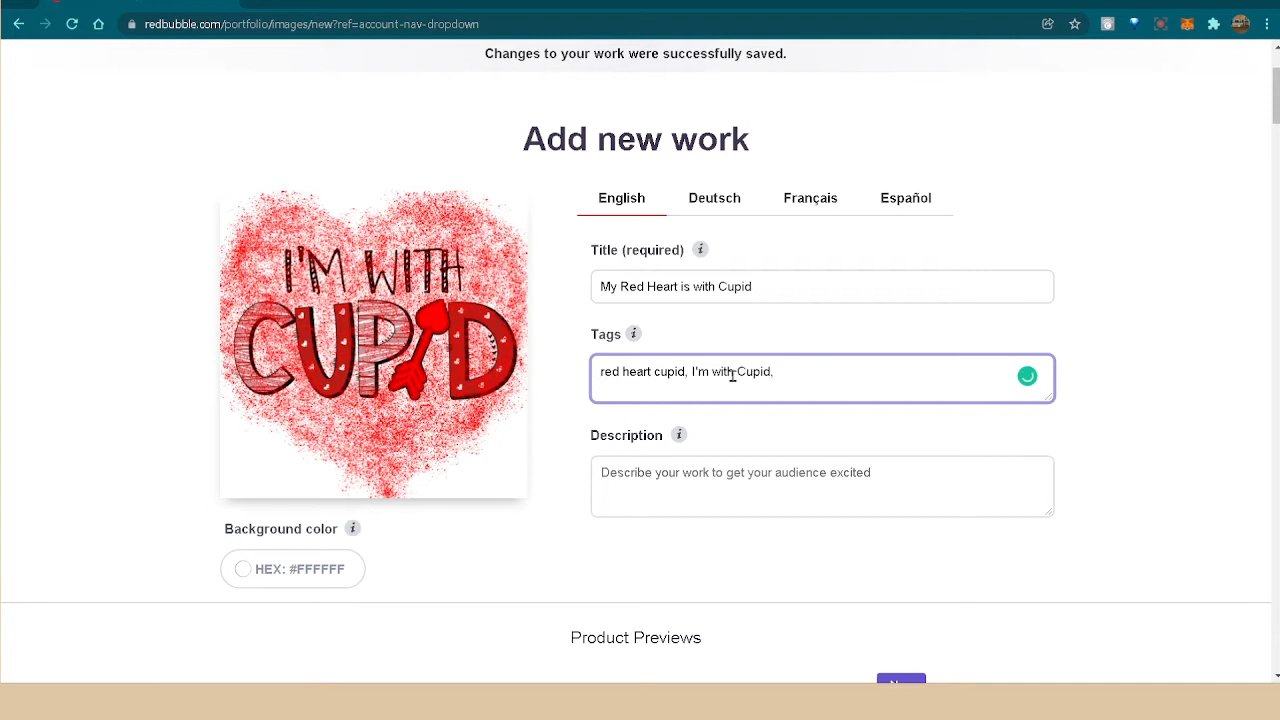 redbubble.com/portfolio/images/new?ref=account-nav-dropdown
Changes to your work were successfully saved.
Add new work
English Deutsch Français Español
Title (required)
My Red Heart is with Cupid
Tags
red heart cupid, I'm with Cupid,
Description
Describe your work to get your audience excited
I'M WITH
CUPID
Background color
HEX: #FFFFFF
Product Previews